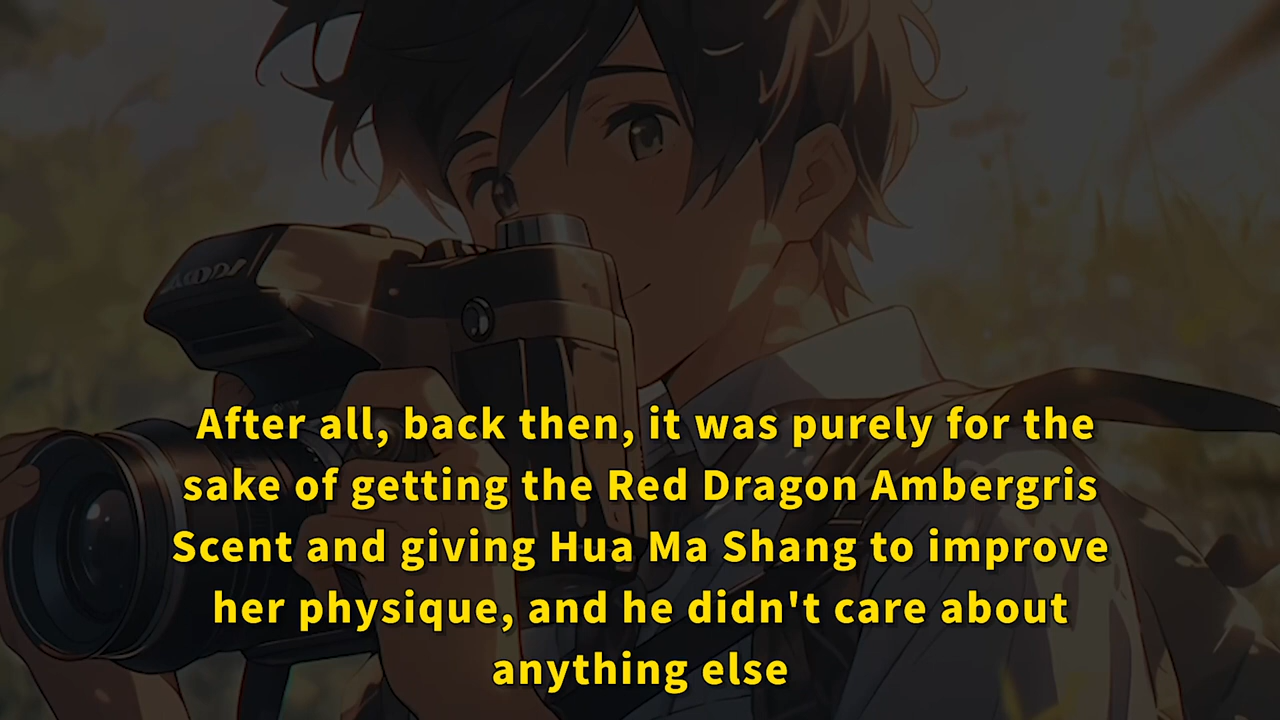 After all, back then, it was purely for the
sake of getting the Red Dragon Ambergris
Scent and giving Hua Ma Shang to improve
her physique, and he didn't care about
anything else